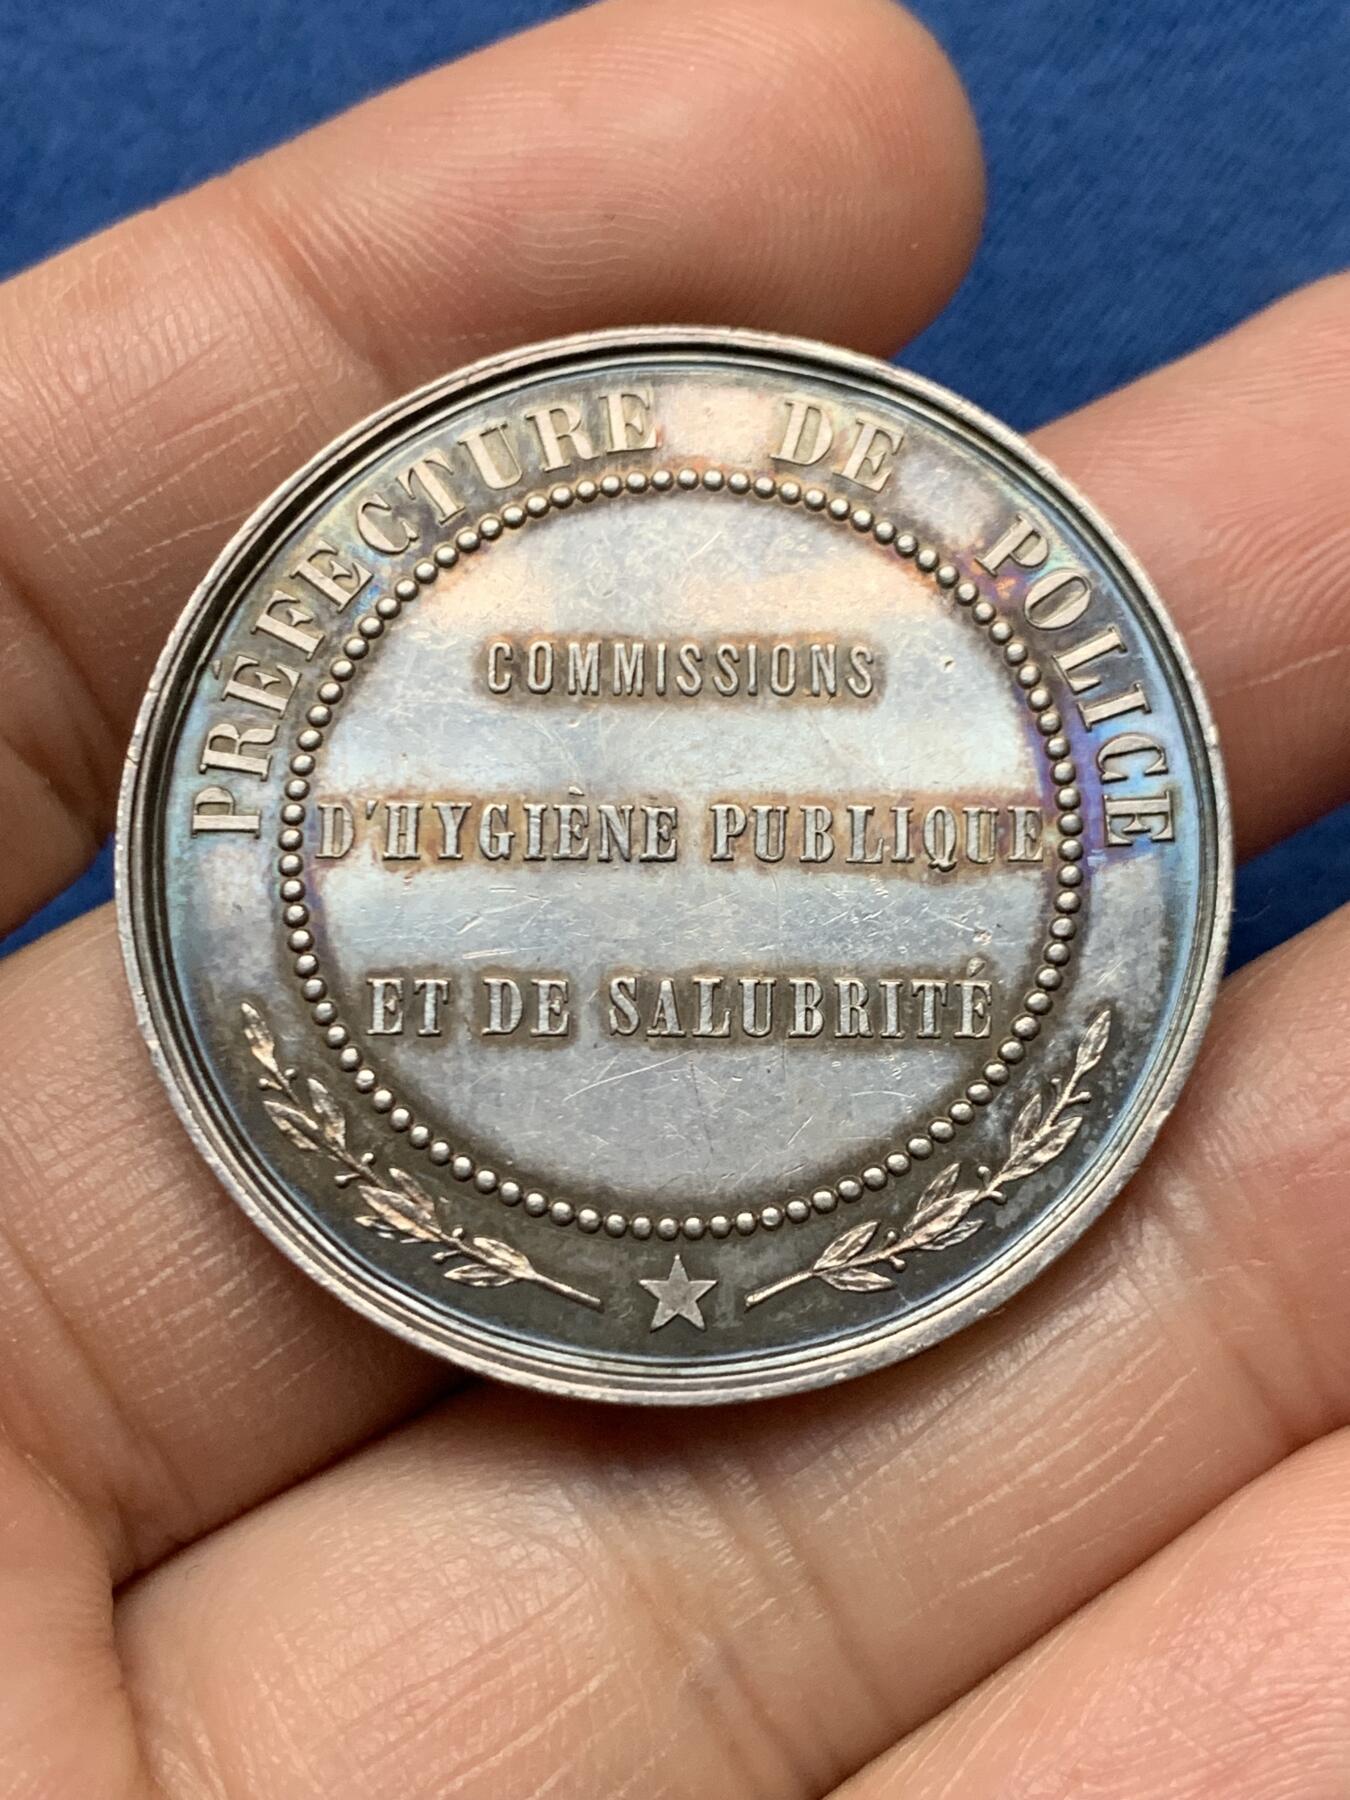 PRÉFECTURE DE POLICE
COMMISSIONS
D'HYGIÈNE PUBLIQUE
ET DE SALUBRITÉ